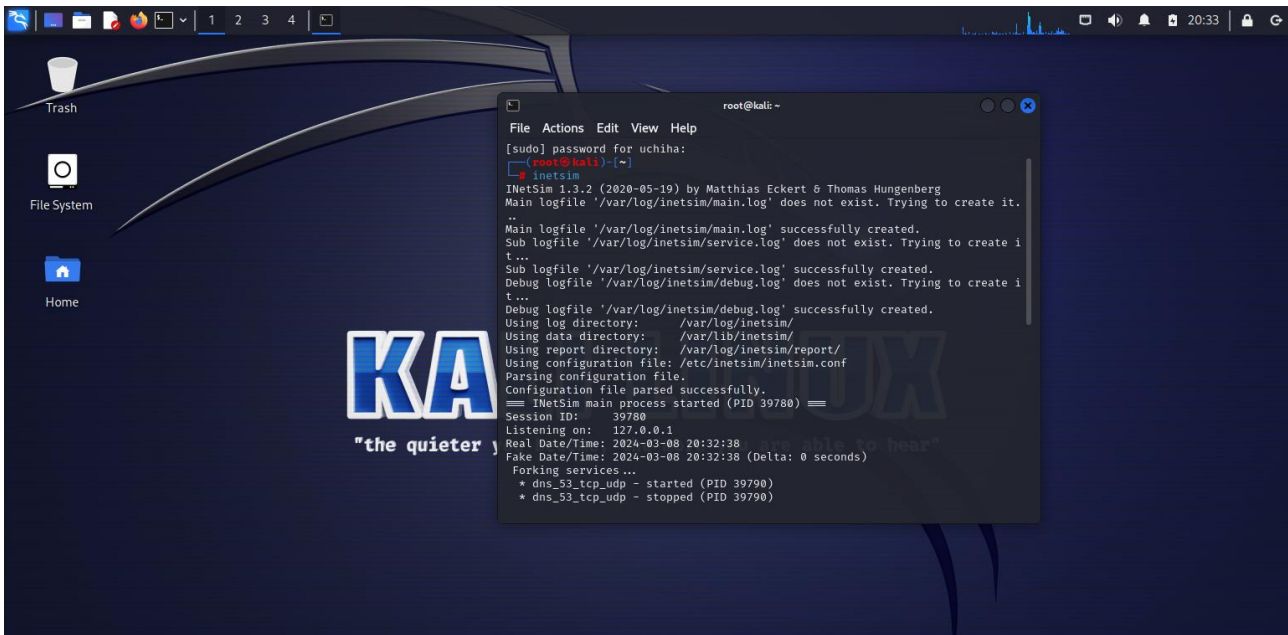 1 2 3 4
20:33
Trash
File System
Home
root@kali: ~
File Actions Edit View Help
[sudo] password for uchiha:
┌──(root㉿kali)-[~]
└─# inetsim
INetSim 1.3.2 (2020-05-19) by Matthias Eckert & Thomas Hungenberg
Main logfile '/var/log/inetsim/main.log' does not exist. Trying to create it.
..
Main logfile '/var/log/inetsim/main.log' successfully created.
Sub logfile '/var/log/inetsim/service.log' does not exist. Trying to create i
t...
Sub logfile '/var/log/inetsim/service.log' successfully created.
Debug logfile '/var/log/inetsim/debug.log' does not exist. Trying to create i
t...
Debug logfile '/var/log/inetsim/debug.log' successfully created.
Using log directory: /var/log/inetsim/
Using data directory: /var/lib/inetsim/
Using report directory: /var/log/inetsim/report/
Using configuration file: /etc/inetsim/inetsim.conf
Parsing configuration file.
Configuration file parsed successfully.
=== INetSim main process started (PID 39780) ===
Session ID: 39780
Listening on: 127.0.0.1
Real Date/Time: 2024-03-08 20:32:38
Fake Date/Time: 2024-03-08 20:32:38 (Delta: 0 seconds)
Forking services...
* dns_53_tcp_udp - started (PID 39790)
* dns_53_tcp_udp - stopped (PID 39790)
KA UX
"the quieter y are able to hear"